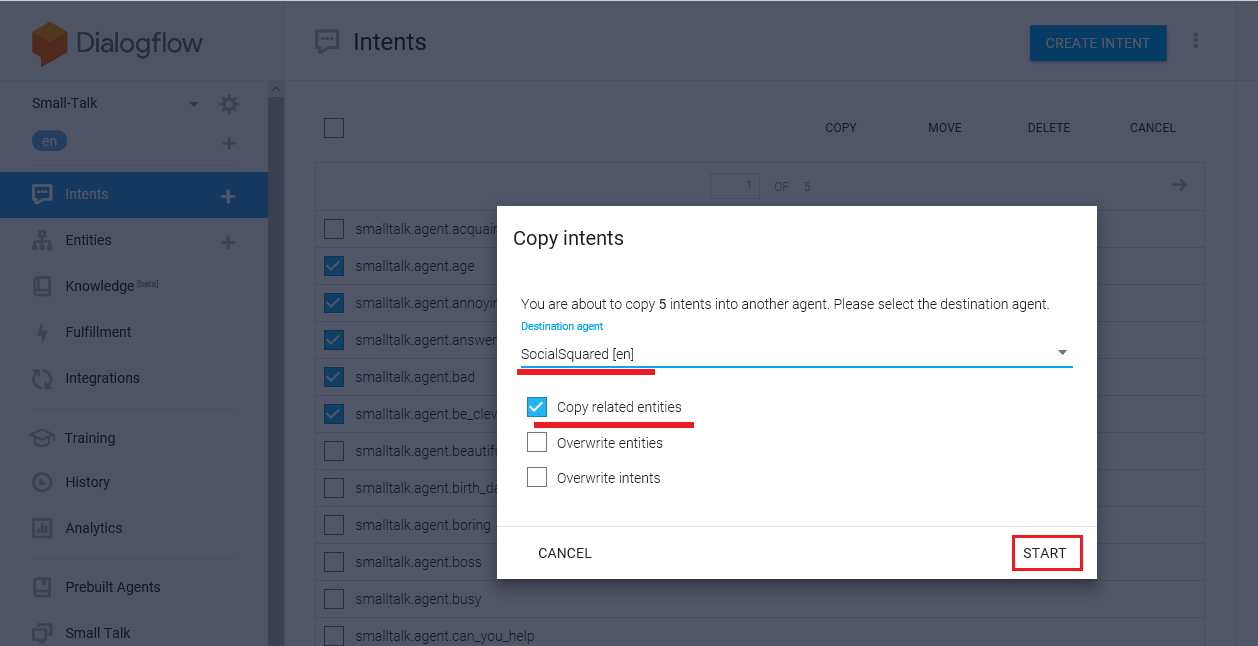 Dialogflow
Intents
CREATE INTENT
Small-Talk
en
COPY MOVE DELETE CANCEL
1 OF 5
Intents
Entities
Knowledge [beta]
Fulfillment
Integrations
Training
History
Analytics
Prebuilt Agents
Small Talk
smalltalk.agent.acquain
smalltalk.agent.age
smalltalk.agent.annoyin
smalltalk.agent.answer
smalltalk.agent.bad
smalltalk.agent.be_clev
smalltalk.agent.beautifu
smalltalk.agent.birth_da
smalltalk.agent.boring
smalltalk.agent.boss
smalltalk.agent.busy
smalltalk.agent.can_you_help
Copy intents
You are about to copy 5 intents into another agent. Please select the destination agent.
Destination agent
SocialSquared [en]
Copy related entities
Overwrite entities
Overwrite intents
CANCEL START